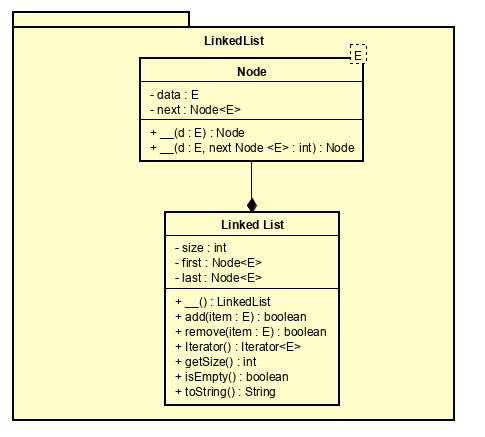 LinkedList
E
Node
- data : E
- next : Node<E>
+ __(d : E) : Node
+ __(d : E, next Node <E> : int) : Node
Linked List
- size : int
- first : Node<E>
- last : Node<E>
+ __() : LinkedList
+ add(item : E) : boolean
+ remove(item : E) : boolean
+ Iterator() : Iterator<E>
+ getSize() : int
+ isEmpty() : boolean
+ toString() : String